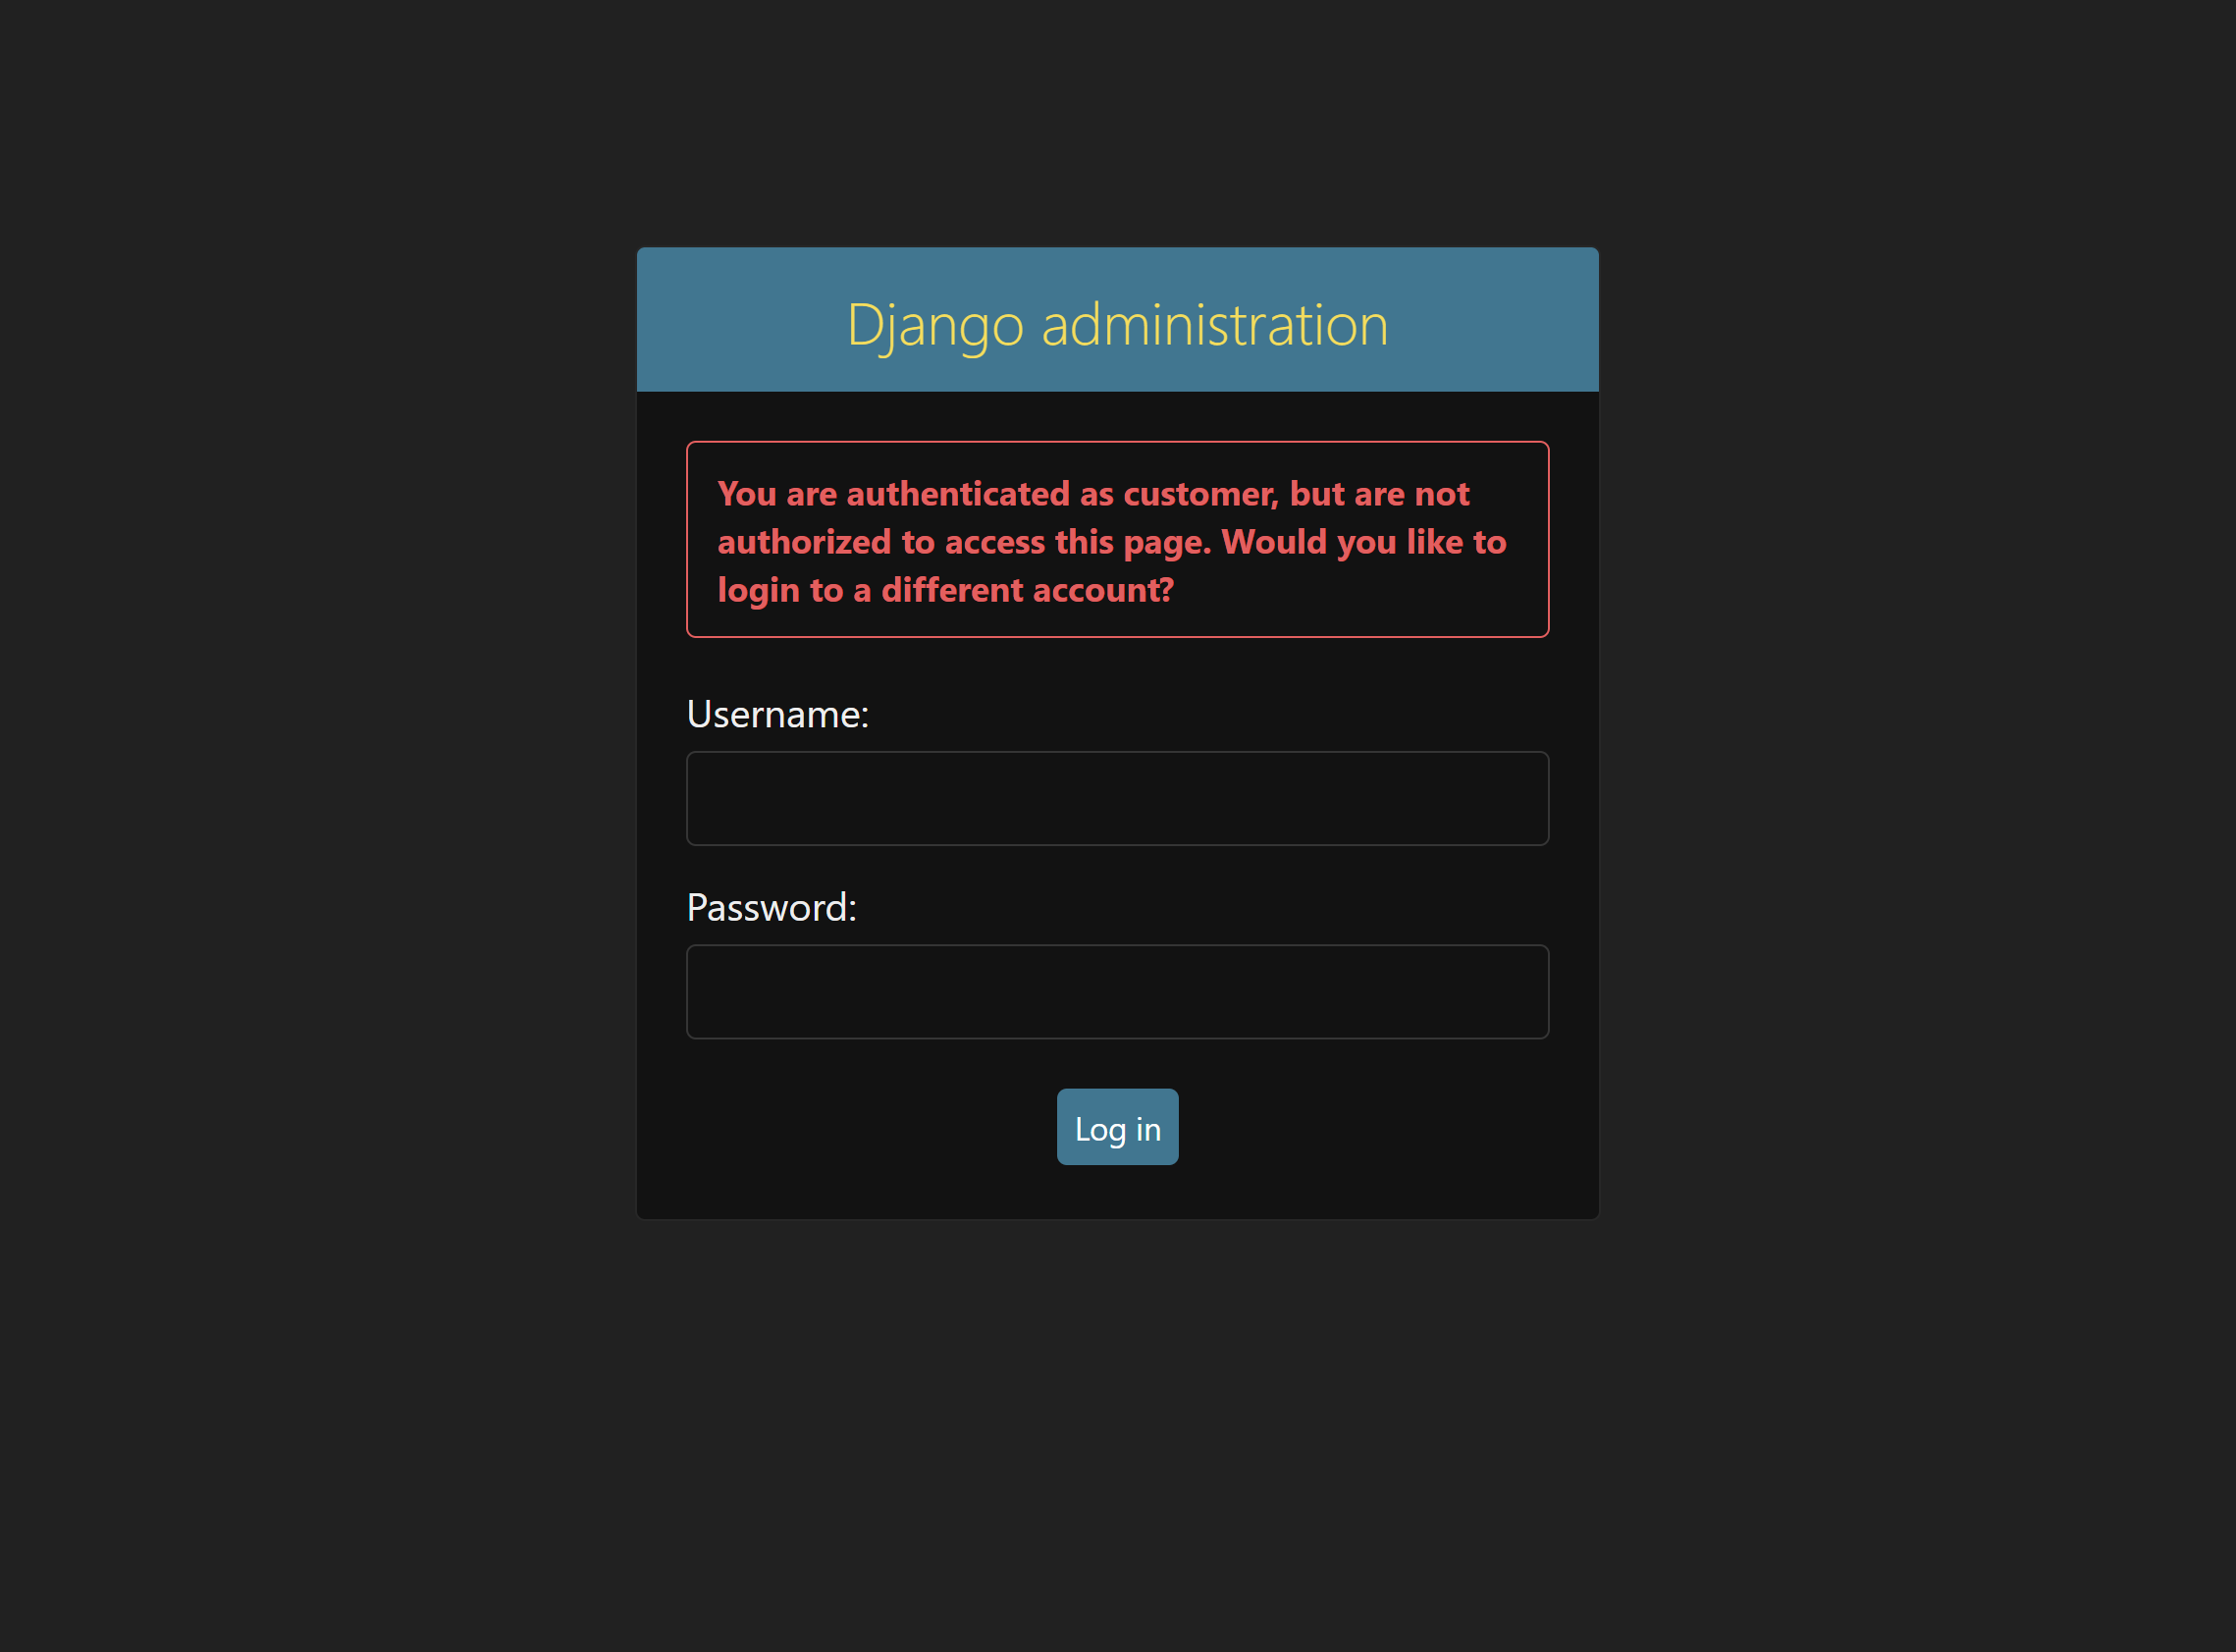 Django administration
You are authenticated as customer, but are not
authorized to access this page. Would you like to
login to a different account?
Username:
Password:
Log in